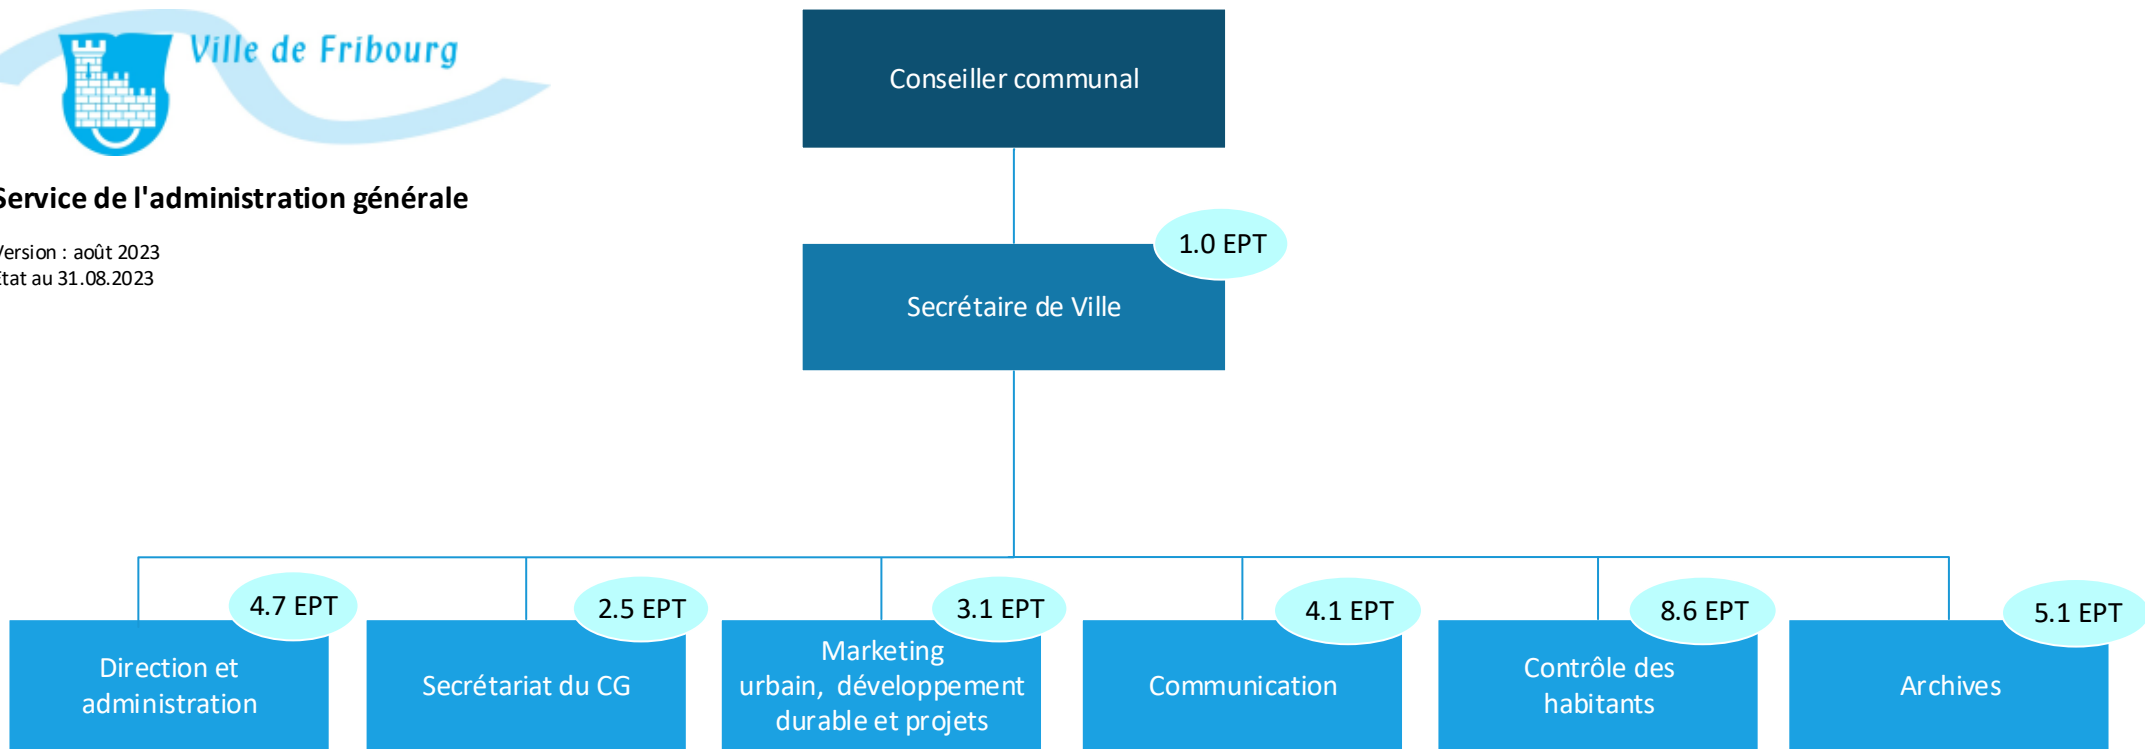 Ville de Fribourg
Service de l'administration générale
Version : août 2023
Etat au 31.08.2023
Conseiller communal
1.0 EPT
Secrétaire de Ville
4.7 EPT
Direction et
administration
2.5 EPT
Secrétariat du CG
3.1 EPT
Marketing
urbain, développement
durable et projets
4.1 EPT
Communication
8.6 EPT
Contrôle des
habitants
5.1 EPT
Archives